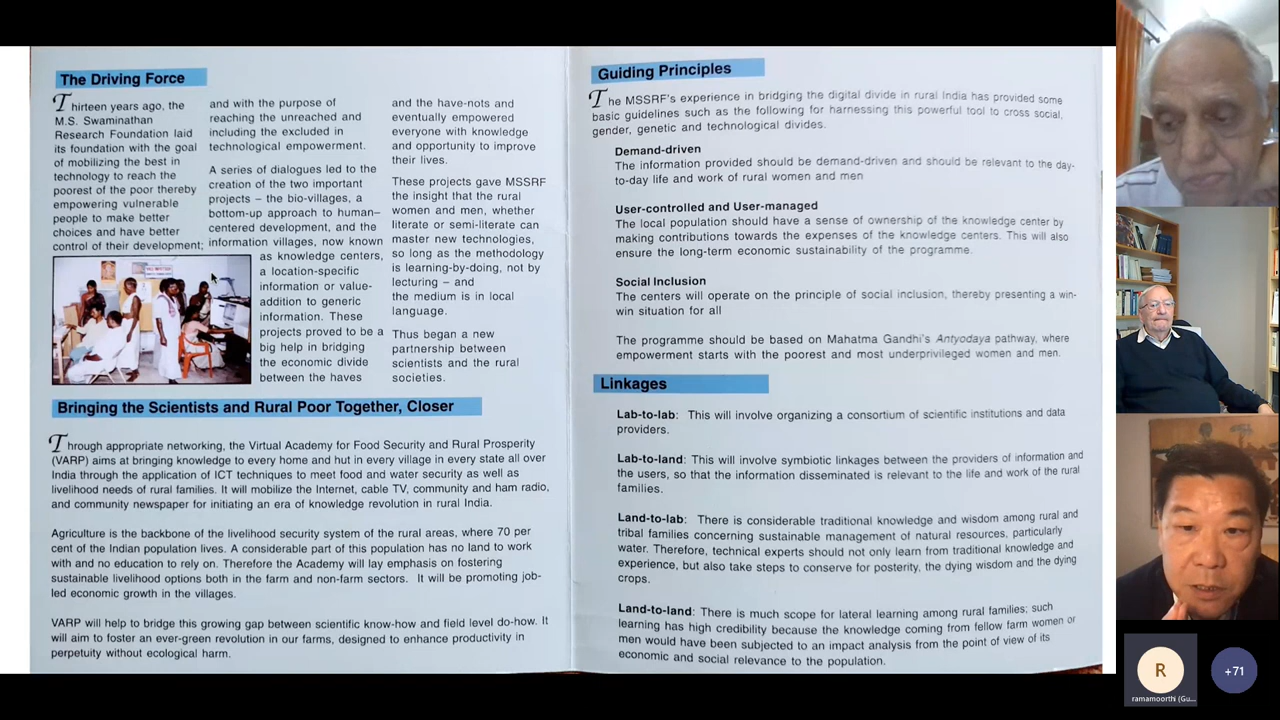 The Driving Force
Thirteen years ago, the
M.S. Swaminathan
Research Foundation laid
its foundation with the goal
of mobilizing the best in
technology to reach the
poorest of the poor thereby
empowering vulnerable
people to make better
choices and have better
control of their development;
and with the purpose of
reaching the unreached and
including the excluded in
technological empowerment.
A series of dialogues led to the
creation of the two important
projects – the bio-villages, a
bottom-up approach to human–
centered development, and the
information villages, now known
as knowledge centers,
a location-specific
information or value-
addition to generic
information. These
projects proved to be a
big help in bridging
the economic divide
between the haves
and the have-nots and
eventually empowered
everyone with knowledge
and opportunity to improve
their lives.
These projects gave MSSRF
the insight that the rural
women and men, whether
literate or semi-literate can
master new technologies,
so long as the methodology
is learning-by-doing, not by
lecturing – and
the medium is in local
language.
Thus began a new
partnership between
scientists and the rural
societies.
Bringing the Scientists and Rural Poor Together, Closer
Through appropriate networking, the Virtual Academy for Food Security and Rural Prosperity
(VARP) aims at bringing knowledge to every home and hut in every village in every state all over
India through the application of ICT techniques to meet food and water security as well as
livelihood needs of rural families. It will mobilize the Internet, cable TV, community and ham radio,
and community newspaper for initiating an era of knowledge revolution in rural India.
Agriculture is the backbone of the livelihood security system of the rural areas, where 70 per
cent of the Indian population lives. A considerable part of this population has no land to work
with and no education to rely on. Therefore the Academy will lay emphasis on fostering
sustainable livelihood options both in the farm and non-farm sectors. It will be promoting job-
led economic growth in the villages.
VARP will help to bridge this growing gap between scientific know-how and field level do-how. It
will aim to foster an ever-green revolution in our farms, designed to enhance productivity in
perpetuity without ecological harm.
Guiding Principles
The MSSRF's experience in bridging the digital divide in rural India has provided some
basic guidelines such as the following for harnessing this powerful tool to cross social,
gender, genetic and technological divides.
Demand-driven
The information provided should be demand-driven and should be relevant to the day-
to-day life and work of rural women and men
User-controlled and User-managed
The local population should have a sense of ownership of the knowledge center by
making contributions towards the expenses of the knowledge centers. This will also
ensure the long-term economic sustainability of the programme.
Social Inclusion
The centers will operate on the principle of social inclusion, thereby presenting a win-
win situation for all
The programme should be based on Mahatma Gandhi's Antyodaya pathway, where
empowerment starts with the poorest and most underprivileged women and men.
Linkages
Lab-to-lab: This will involve organizing a consortium of scientific institutions and data
providers.
Lab-to-land: This will involve symbiotic linkages between the providers of information and
the users, so that the information disseminated is relevant to the life and work of the rural
families.
Land-to-lab: There is considerable traditional knowledge and wisdom among rural and
tribal families concerning sustainable management of natural resources, particularly
water. Therefore, technical experts should not only learn from traditional knowledge and
experience, but also take steps to conserve for posterity, the dying wisdom and the dying
crops.
Land-to-land: There is much scope for lateral learning among rural families; such
learning has high credibility because the knowledge coming from fellow farm women or
men would have been subjected to an impact analysis from the point of view of its
economic and social relevance to the population.
R
ramamoorthi (Gu...
+71